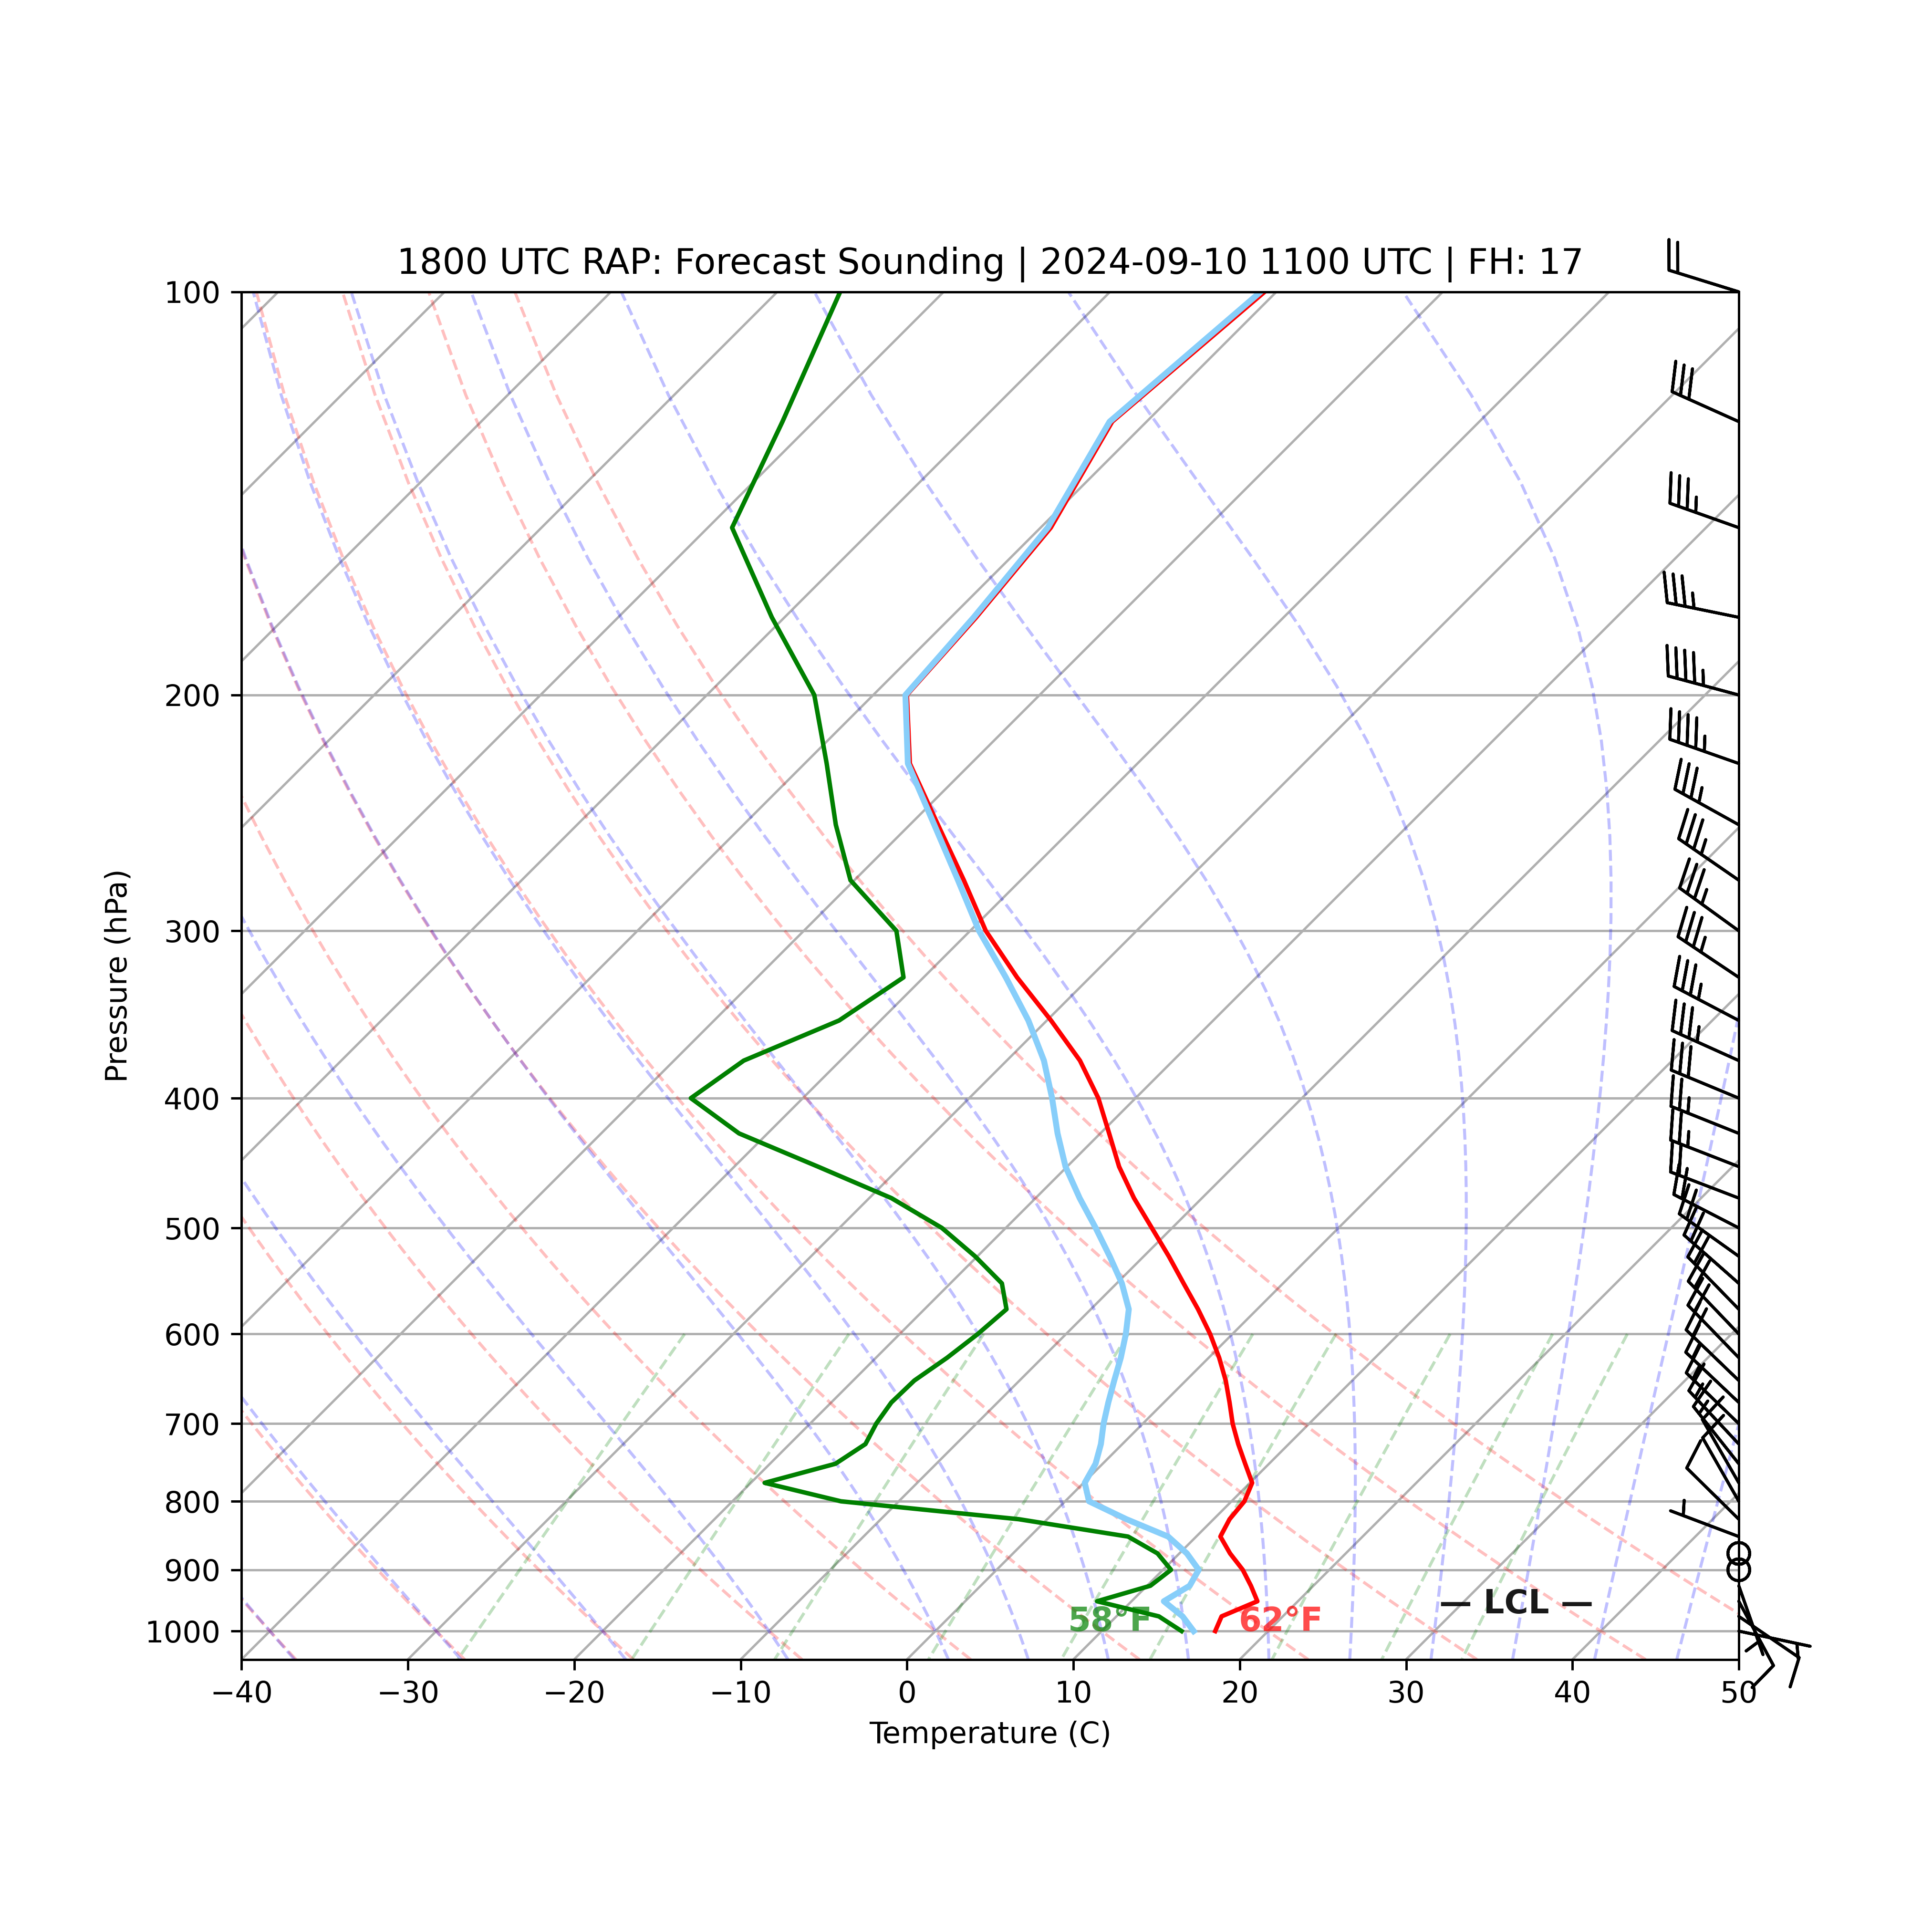 1800 UTC RAP: Forecast Sounding | 2024-09-10 1100 UTC | FH: 17
100
200
300
400
500
600
700
800
900
1000
Pressure (hPa)
58°F
62°F
— LCL —
−40 −30 −20 −10 0 10 20 30 40 50
Temperature (C)